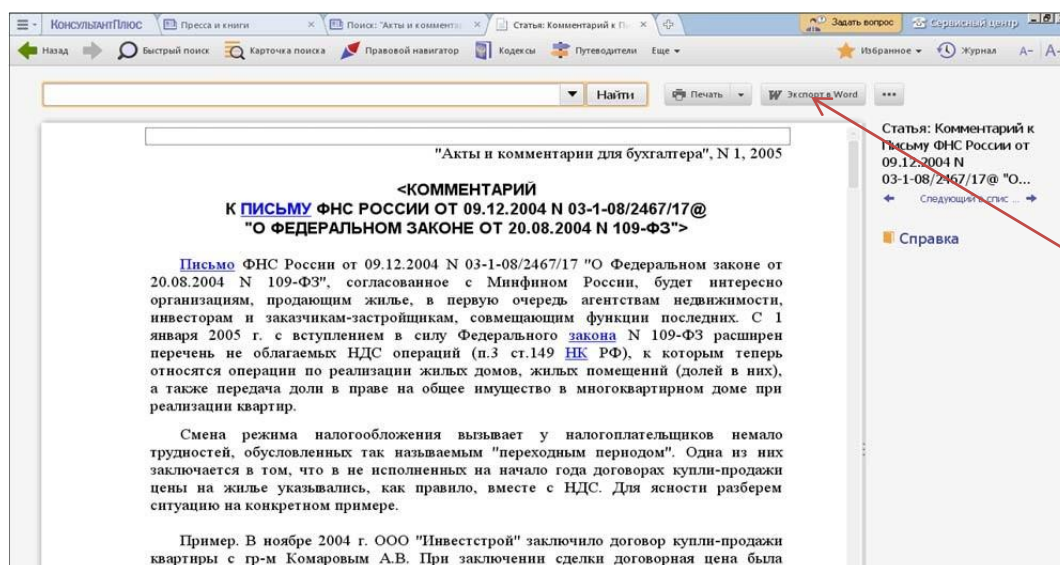 КонсультантПлюс Пресса и книги × Поиск: "Акты и коммента × Статья: Комментарий к П × Задать вопрос Сервисный центр
Назад Быстрый поиск Карточка поиска Правовой навигатор Кодексы Путеводители Еще Избранное Журнал A- A-
Найти Печать Экспорт в Word •••
"Акты и комментарии для бухгалтера", N 1, 2005
<КОММЕНТАРИЙ
К ПИСЬМУ ФНС РОССИИ ОТ 09.12.2004 N 03-1-08/2467/17@
"О ФЕДЕРАЛЬНОМ ЗАКОНЕ ОТ 20.08.2004 N 109-ФЗ">
Письмо ФНС России от 09.12.2004 N 03-1-08/2467/17 "О Федеральном законе от
20.08.2004 N 109-ФЗ", согласованное с Минфином России, будет интересно
организациям, продающим жилье, в первую очередь агентствам недвижимости,
инвесторам и заказчикам-застройщикам, совмещающим функции последних. С 1
января 2005 г. с вступлением в силу Федерального закона N 109-ФЗ расширен
перечень не облагаемых НДС операций (п.3 ст.149 НК РФ), к которым теперь
относятся операции по реализации жилых домов, жилых помещений (долей в них),
а также передача доли в праве на общее имущество в многоквартирном доме при
реализации квартир.
Смена режима налогообложения вызывает у налогоплательщиков немало
трудностей, обусловленных так называемым "переходным периодом". Одна из них
заключается в том, что в не исполненных на начало года договорах купли-продажи
цены на жилье указывались, как правило, вместе с НДС. Для ясности разберем
ситуацию на конкретном примере.
Пример. В ноябре 2004 г. ООО "Инвестстрой" заключило договор купли-продажи
квартиры с гр-м Комаровым А.В. При заключении сделки договорная цена была
Статья: Комментарий к
Письму ФНС России от
09.12.2004 N
03-1-08/2467/17@ "О...
Следующий в спис ...
Справка